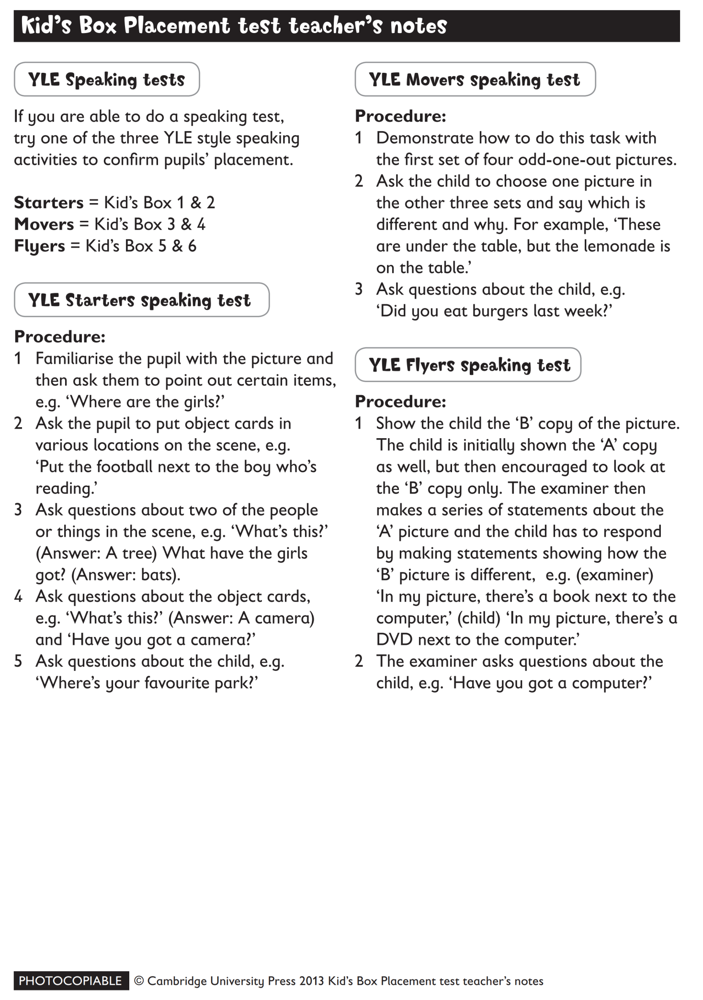 Kid’s Box Placement test teacher’s notes
YLE Speaking tests
If you are able to do a speaking test,
try one of the three YLE style speaking
activities to confirm pupils’ placement.
Starters = Kid’s Box 1 & 2
Movers = Kid’s Box 3 & 4
Flyers = Kid’s Box 5 & 6
YLE Starters speaking test
Procedure:
1 Familiarise the pupil with the picture and
then ask them to point out certain items,
e.g. ‘Where are the girls?’
2 Ask the pupil to put object cards in
various locations on the scene, e.g.
‘Put the football next to the boy who’s
reading.’
3 Ask questions about two of the people
or things in the scene, e.g. ‘What’s this?’
(Answer: A tree) What have the girls
got? (Answer: bats).
4 Ask questions about the object cards,
e.g. ‘What’s this?’ (Answer: A camera)
and ‘Have you got a camera?’
5 Ask questions about the child, e.g.
‘Where’s your favourite park?’
YLE Movers speaking test
Procedure:
1 Demonstrate how to do this task with
the first set of four odd-one-out pictures.
2 Ask the child to choose one picture in
the other three sets and say which is
different and why. For example, ‘These
are under the table, but the lemonade is
on the table.’
3 Ask questions about the child, e.g.
‘Did you eat burgers last week?’
YLE Flyers speaking test
Procedure:
1 Show the child the ‘B’ copy of the picture.
The child is initially shown the ‘A’ copy
as well, but then encouraged to look at
the ‘B’ copy only. The examiner then
makes a series of statements about the
‘A’ picture and the child has to respond
by making statements showing how the
‘B’ picture is different, e.g. (examiner)
‘In my picture, there’s a book next to the
computer,’ (child) ‘In my picture, there’s a
DVD next to the computer.’
2 The examiner asks questions about the
child, e.g. ‘Have you got a computer?’
PHOTOCOPIABLE © Cambridge University Press 2013 Kid’s Box Placement test teacher’s notes